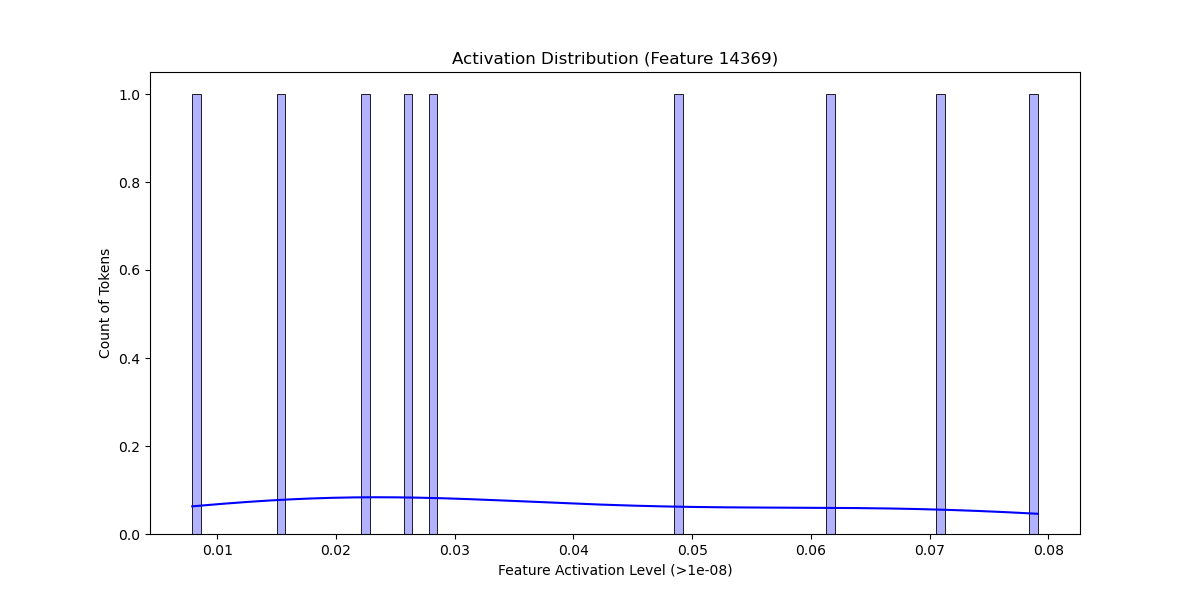 Activation Distribution (Feature 14369)
Count of Tokens
1.0
0.8
0.6
0.4
0.2
0.0
0.01 0.02 0.03 0.04 0.05 0.06 0.07 0.08
Feature Activation Level (>1e-08)